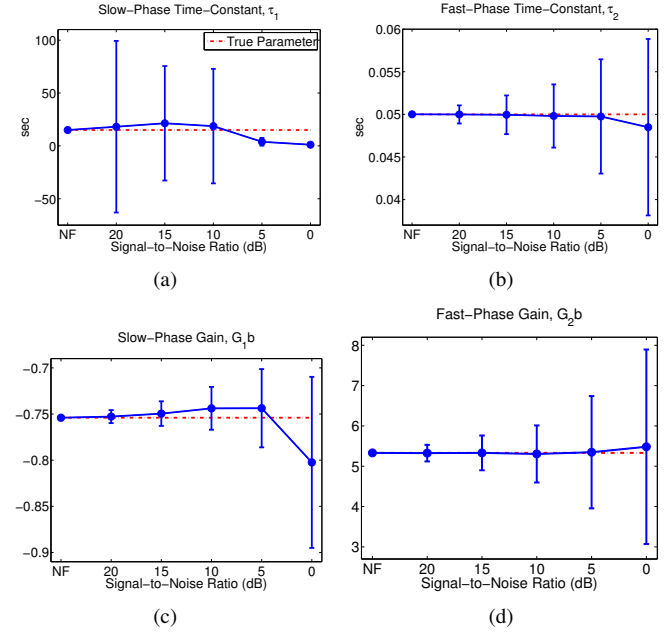 Slow−Phase Time−Constant, τ1
100
50
0
−50
sec
True Parameter
NF 20 15 10 5 0
Signal−to−Noise Ratio (dB)
(a)
Fast−Phase Time−Constant, τ2
0.06
0.055
0.05
0.045
0.04
sec
NF 20 15 10 5 0
Signal−to−Noise Ratio (dB)
(b)
Slow−Phase Gain, G1b
−0.7
−0.75
−0.8
−0.85
−0.9
NF 20 15 10 5 0
Signal−to−Noise Ratio (dB)
(c)
Fast−Phase Gain, G2b
8
7
6
5
4
3
NF 20 15 10 5 0
Signal−to−Noise Ratio (dB)
(d)